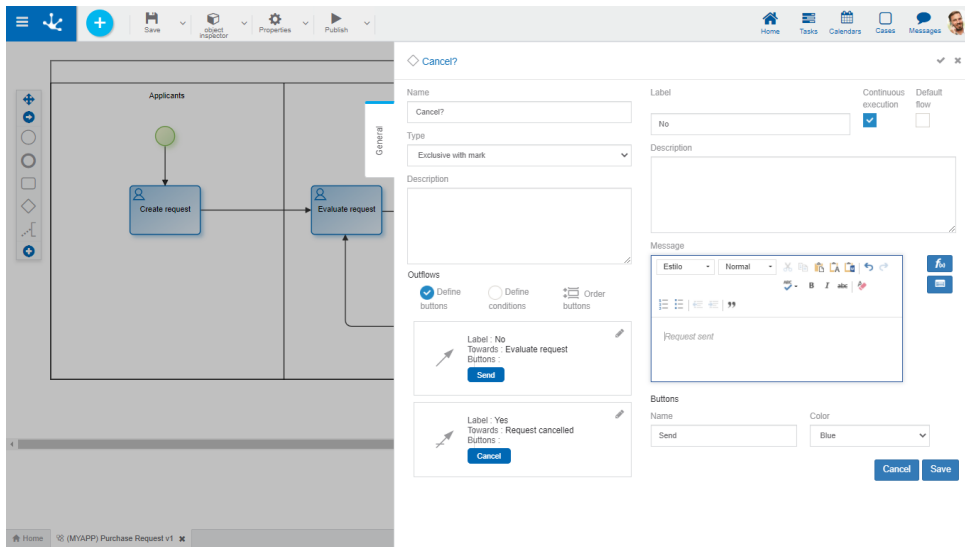 Save
object
inspector
Properties
Publish
Home
Tasks
Calendars
Cases
Messages
Applicants
Create request
Evaluate request
General
Cancel?
Name
Cancel?
Type
Exclusive with mark
Description
Outflows
Define
buttons
Define
conditions
Order
buttons
Label : No
Towards : Evaluate request
Buttons :
Send
Label : Yes
Towards : Request cancelled
Buttons :
Cancel
Label
Continuous
execution
Default
flow
No
Description
Message
Estilo
Normal
ABC
B I abc
Request sent
f(x)
Buttons
Name
Color
Send
Blue
Cancel
Save
Home
(MYAPP) Purchase Request v1